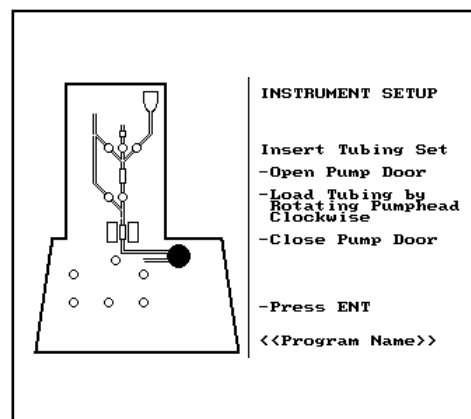 INSTRUMENT SETUP
Insert Tubing Set
-Open Pump Door
-Load Tubing by
Rotating Pumphead
Clockwise
-Close Pump Door
-Press ENT
<<Program Name>>